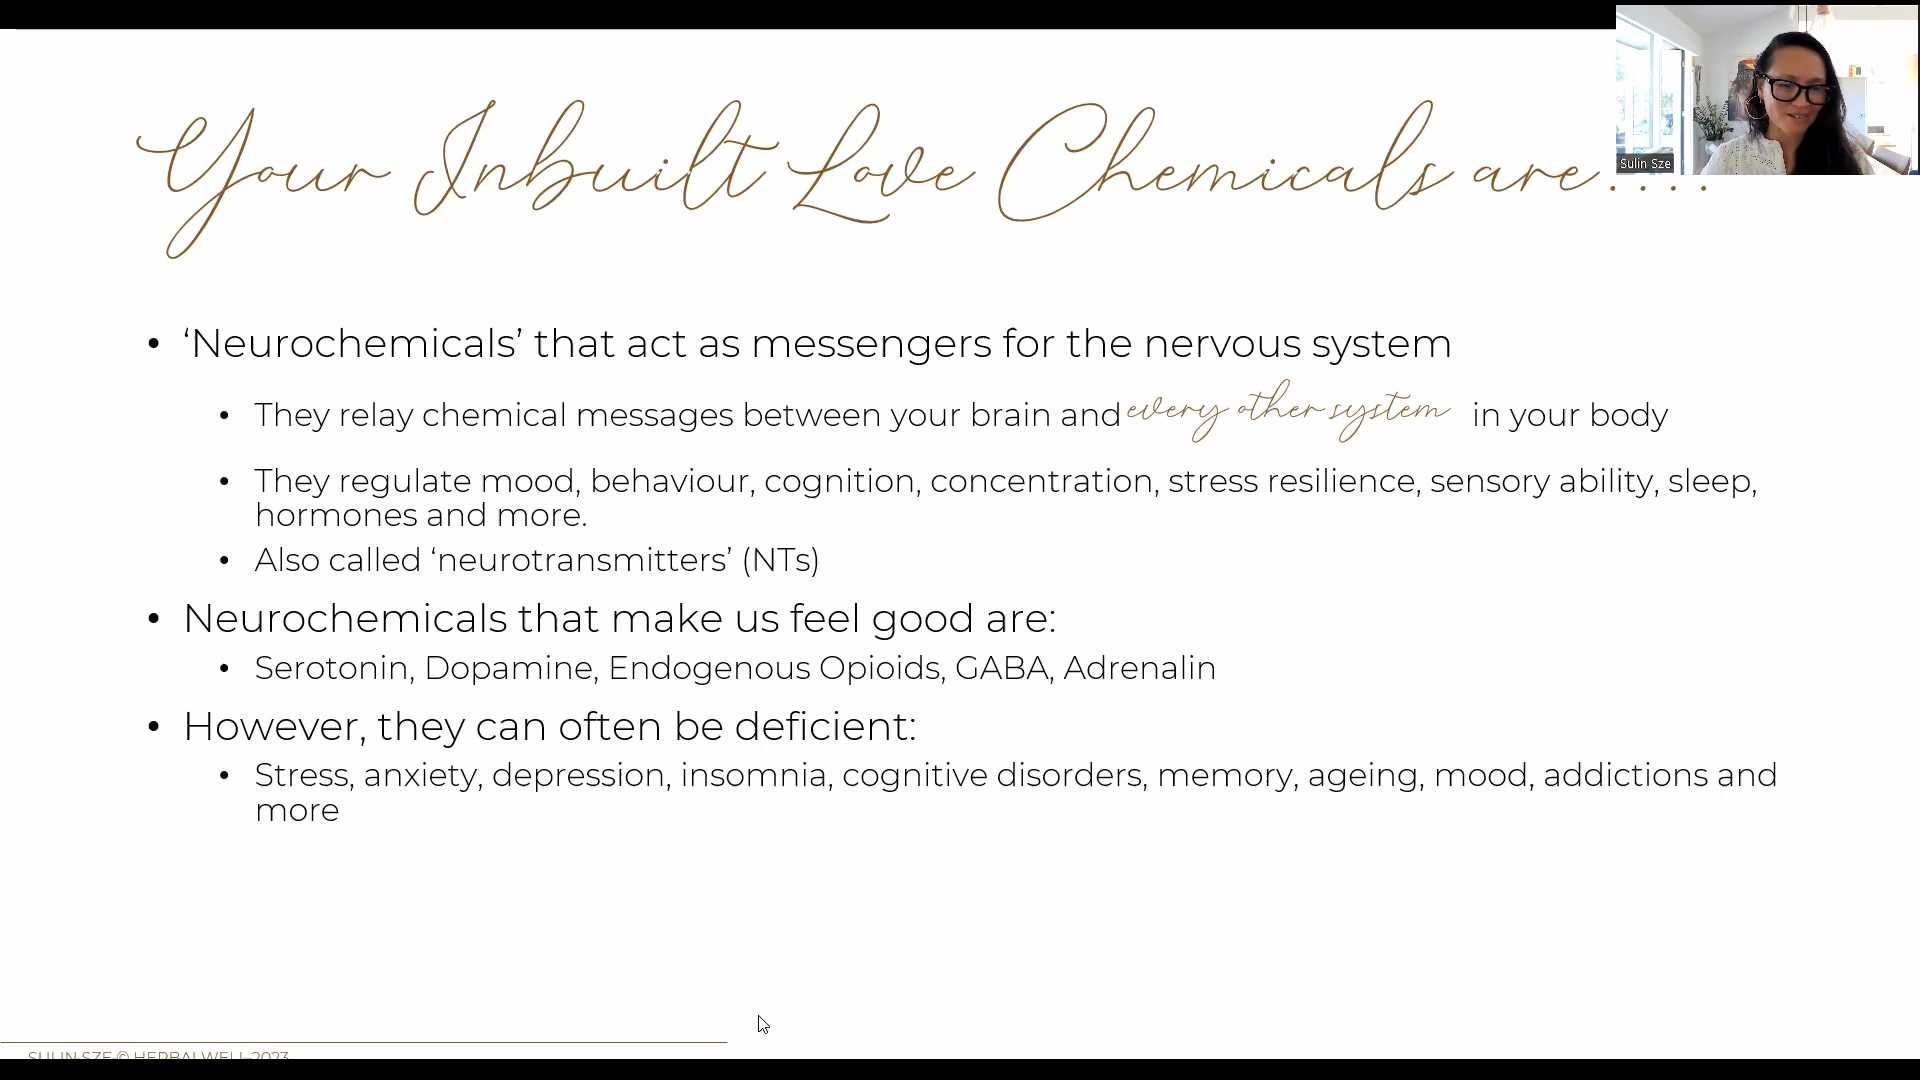 Your Inbuilt Love Chemicals are....
Sulin Sze
• ‘Neurochemicals’ that act as messengers for the nervous system
• They relay chemical messages between your brain and every other system in your body
• They regulate mood, behaviour, cognition, concentration, stress resilience, sensory ability, sleep,
hormones and more.
• Also called ‘neurotransmitters’ (NTs)
• Neurochemicals that make us feel good are:
• Serotonin, Dopamine, Endogenous Opioids, GABA, Adrenalin
• However, they can often be deficient:
• Stress, anxiety, depression, insomnia, cognitive disorders, memory, ageing, mood, addictions and
more
SULIN SZE © HERBALWELL 2023